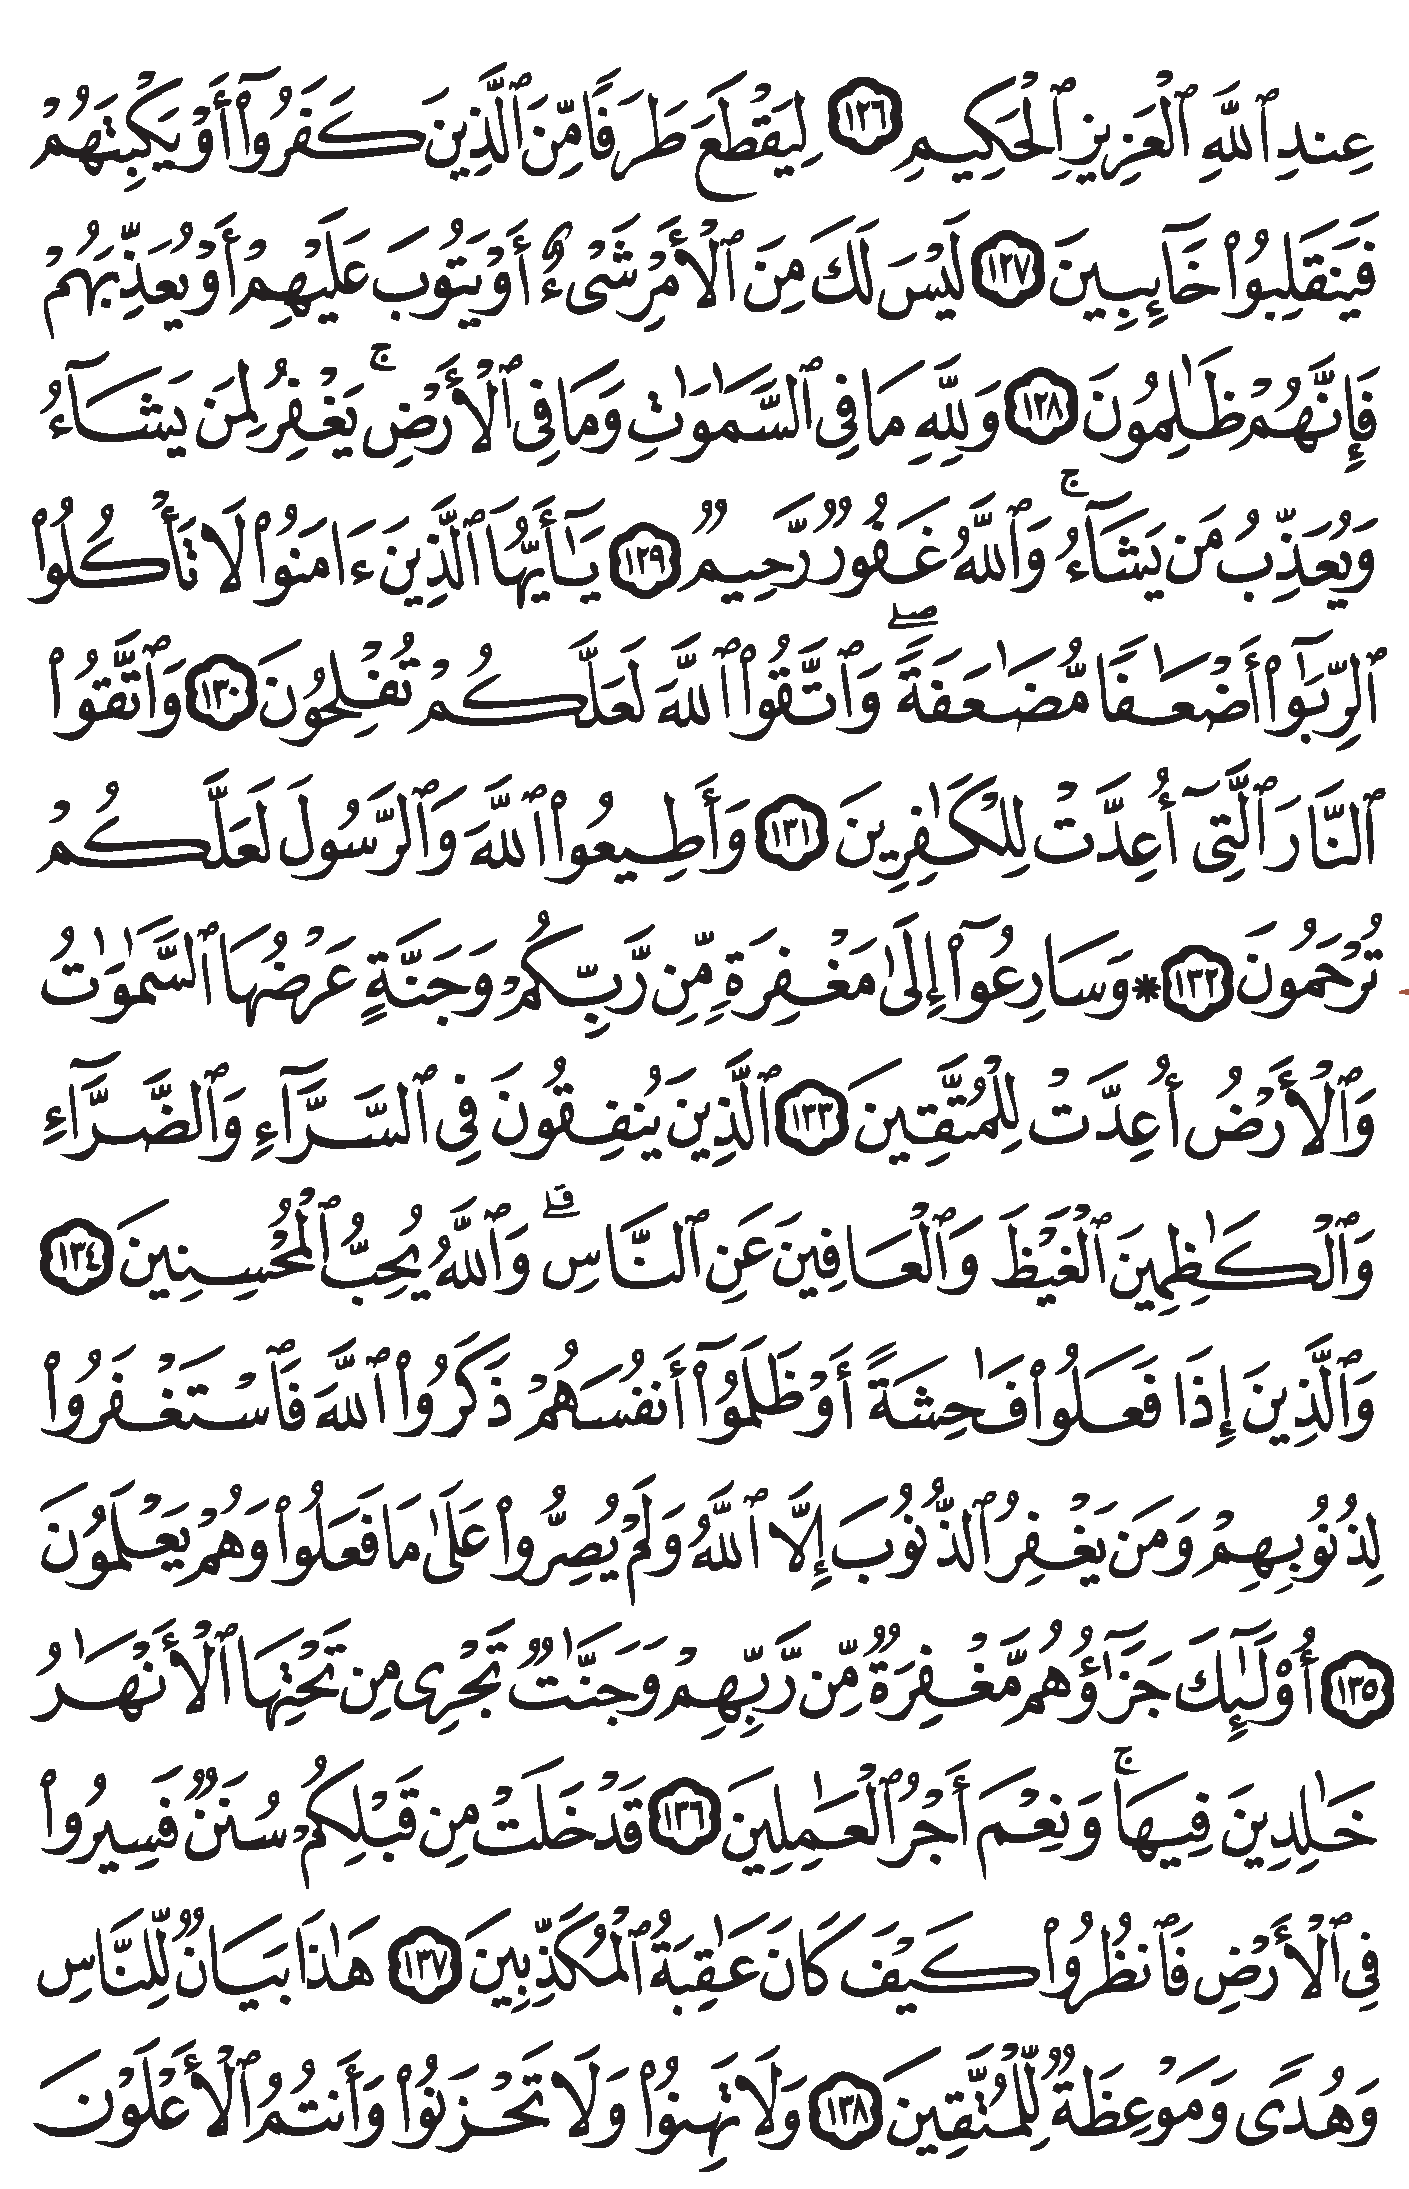 عِندِ ٱللَّهِ ٱلْعَزِيزِ ٱلْحَكِيمِ ١٢٦ لِيَقْطَعَ طَرَفًا مِّنَ ٱلَّذِينَ كَفَرُوٓا۟ أَوْ يَكْبِتَهُمْ
فَيَنقَلِبُوا۟ خَآئِبِينَ ١٢٧ لَيْسَ لَكَ مِنَ ٱلْأَمْرِ شَىْءٌ أَوْ يَتُوبَ عَلَيْهِمْ أَوْ يُعَذِّبَهُمْ
فَإِنَّهُمْ ظَٰلِمُونَ ١٢٨ وَلِلَّهِ مَا فِى ٱلسَّمَٰوَٰتِ وَمَا فِى ٱلْأَرْضِ ۚ يَغْفِرُ لِمَن يَشَآءُ
وَيُعَذِّبُ مَن يَشَآءُ ۚ وَٱللَّهُ غَفُورٌ رَّحِيمٌ ١٢٩ يَٰٓأَيُّهَا ٱلَّذِينَ ءَامَنُوا۟ لَا تَأْكُلُوا۟
ٱلرِّبَوٰٓا۟ أَضْعَٰفًا مُّضَٰعَفَةً ۖ وَٱتَّقُوا۟ ٱللَّهَ لَعَلَّكُمْ تُفْلِحُونَ ١٣٠ وَٱتَّقُوا۟
ٱلنَّارَ ٱلَّتِىٓ أُعِدَّتْ لِلْكَٰفِرِينَ ١٣١ وَأَطِيعُوا۟ ٱللَّهَ وَٱلرَّسُولَ لَعَلَّكُمْ
تُرْحَمُونَ ١٣٢ * وَسَارِعُوٓا۟ إِلَىٰ مَغْفِرَةٍ مِّن رَّبِّكُمْ وَجَنَّةٍ عَرْضُهَا ٱلسَّمَٰوَٰتُ
وَٱلْأَرْضُ أُعِدَّتْ لِلْمُتَّقِينَ ١٣٣ ٱلَّذِينَ يُنفِقُونَ فِى ٱلسَّرَّآءِ وَٱلضَّرَّآءِ
وَٱلْكَٰظِمِينَ ٱلْغَيْظَ وَٱلْعَافِينَ عَنِ ٱلنَّاسِ ۗ وَٱللَّهُ يُحِبُّ ٱلْمُحْسِنِينَ ١٣٤
وَٱلَّذِينَ إِذَا فَعَلُوا۟ فَٰحِشَةً أَوْ ظَلَمُوٓا۟ أَنفُسَهُمْ ذَكَرُوا۟ ٱللَّهَ فَٱسْتَغْفَرُوا۟
لِذُنُوبِهِمْ وَمَن يَغْفِرُ ٱلذُّنُوبَ إِلَّا ٱللَّهُ وَلَمْ يُصِرُّوا۟ عَلَىٰ مَا فَعَلُوا۟ وَهُمْ يَعْلَمُونَ
١٣٥ أُو۟لَٰٓئِكَ جَزَآؤُهُم مَّغْفِرَةٌ مِّن رَّبِّهِمْ وَجَنَّٰتٌ تَجْرِى مِن تَحْتِهَا ٱلْأَنْهَٰرُ
خَٰلِدِينَ فِيهَا ۚ وَنِعْمَ أَجْرُ ٱلْعَٰمِلِينَ ١٣٦ قَدْ خَلَتْ مِن قَبْلِكُمْ سُنَنٌ فَسِيرُوا۟
فِى ٱلْأَرْضِ فَٱنظُرُوا۟ كَيْفَ كَانَ عَٰقِبَةُ ٱلْمُكَذِّبِينَ ١٣٧ هَٰذَا بَيَانٌ لِّلنَّاسِ
وَهُدًى وَمَوْعِظَةٌ لِّلْمُتَّقِينَ ١٣٨ وَلَا تَهِنُوا۟ وَلَا تَحْزَنُوا۟ وَأَنتُمُ ٱلْأَعْلَوْنَ